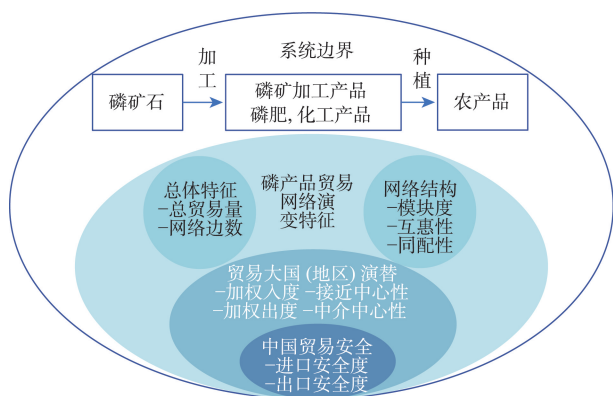 系统边界
加工
种植
磷矿石
磷矿加工产品
磷肥,化工产品
农产品
总体特征
-总贸易量
-网络边数
磷产品贸易
网络演
变特征
网络结构
-模块度
-互惠性
-同配性
贸易大国(地区)演替
-加权入度 -接近中心性
-加权出度 -中介中心性
中国贸易安全
-进口安全度
-出口安全度